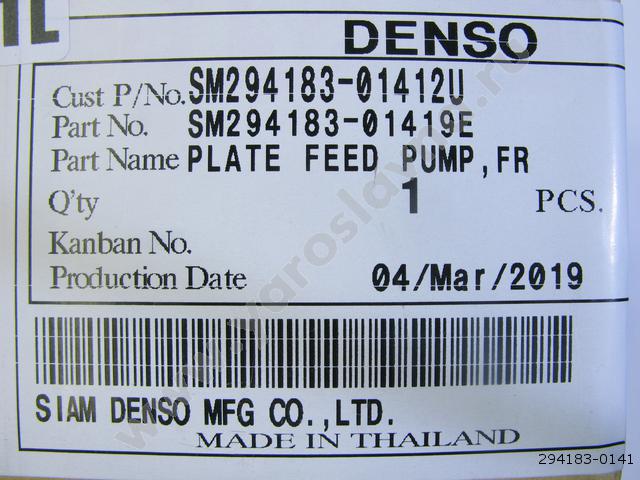 DENSO
Cust P/No. SM294183-01412U
Part No. SM294183-01419E
Part Name PLATE FEED PUMP,FR
Q'ty 1 PCS.
Kanban No.
Production Date 04/Mar/2019
SIAM DENSO MFG CO.,LTD.
MADE IN THAILAND
294183-0141